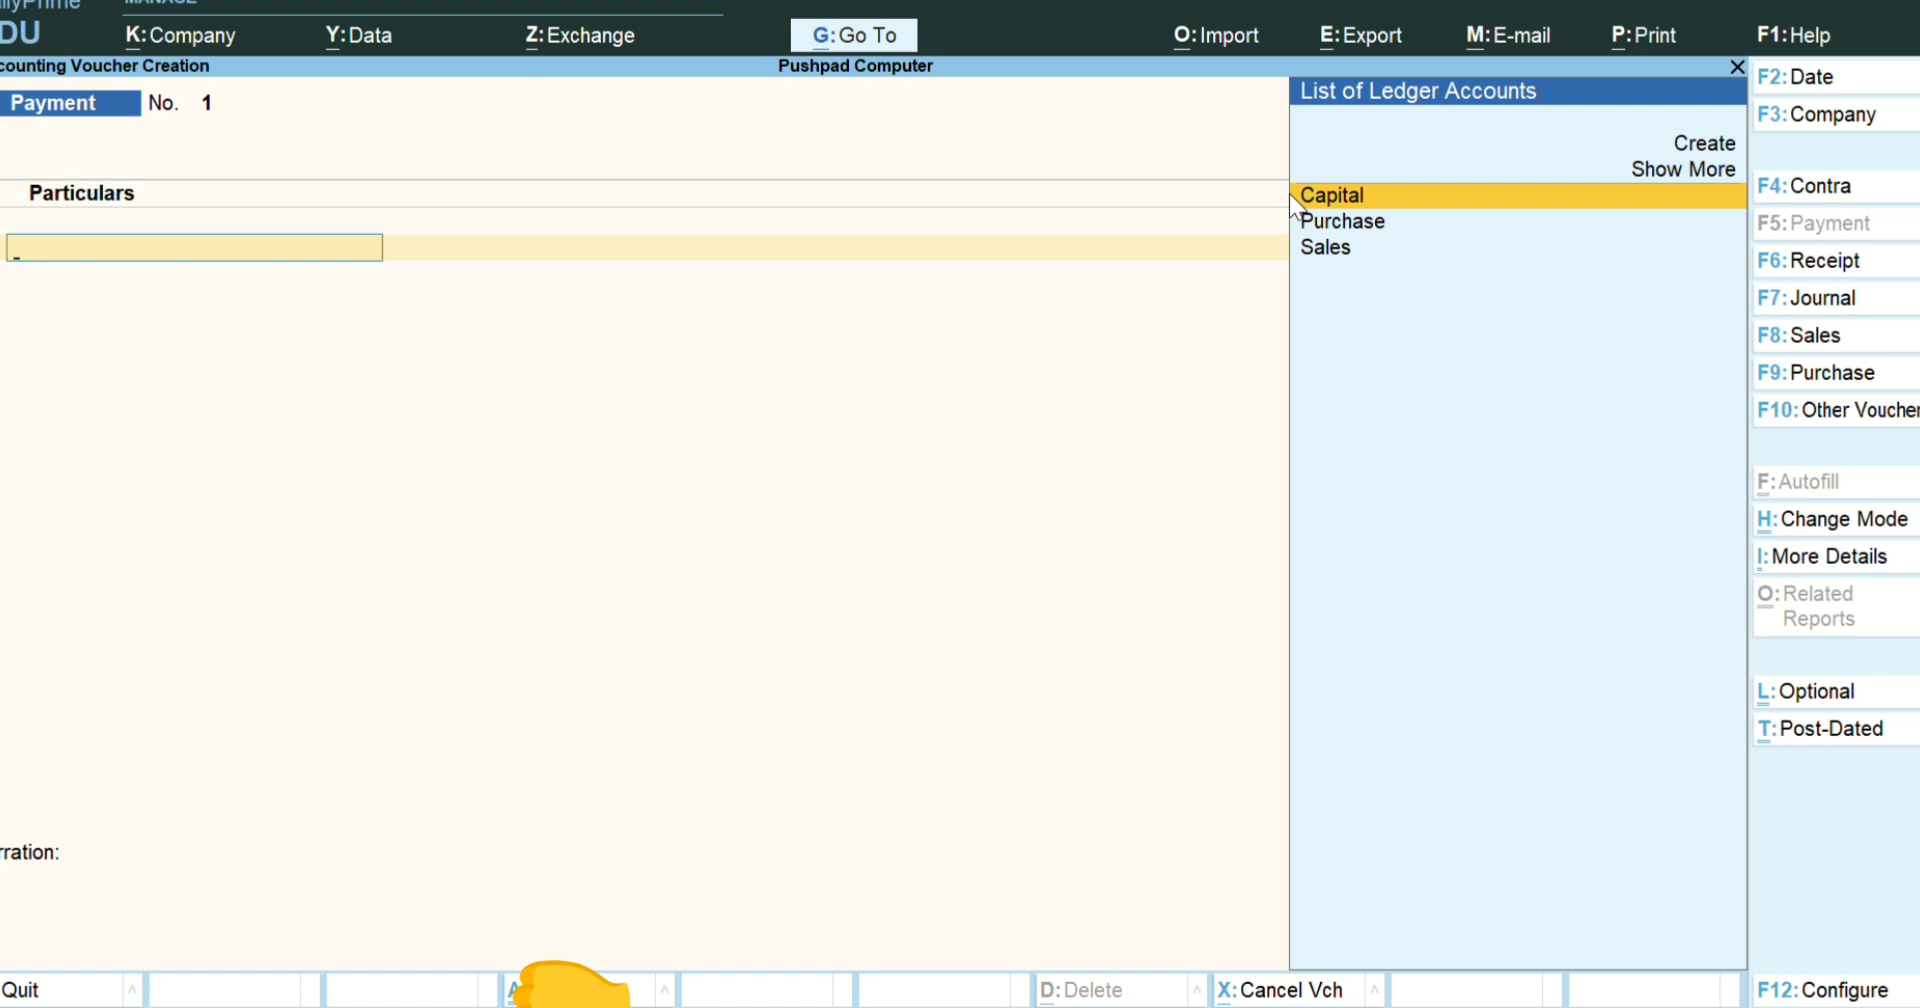 MANAGE
DU
K: Company
Y: Data
Z: Exchange
G: Go To
O: Import
E: Export
M: E-mail
P: Print
F1: Help
counting Voucher Creation
Pushpad Computer
Payment No. 1
Particulars
rration:
List of Ledger Accounts
Create
Show More
Capital
Purchase
Sales
F2: Date
F3: Company
F4: Contra
F5: Payment
F6: Receipt
F7: Journal
F8: Sales
F9: Purchase
F10: Other Voucher
F: Autofill
H: Change Mode
I: More Details
O: Related
Reports
L: Optional
T: Post-Dated
Quit
D: Delete
X: Cancel Vch
F12: Configure